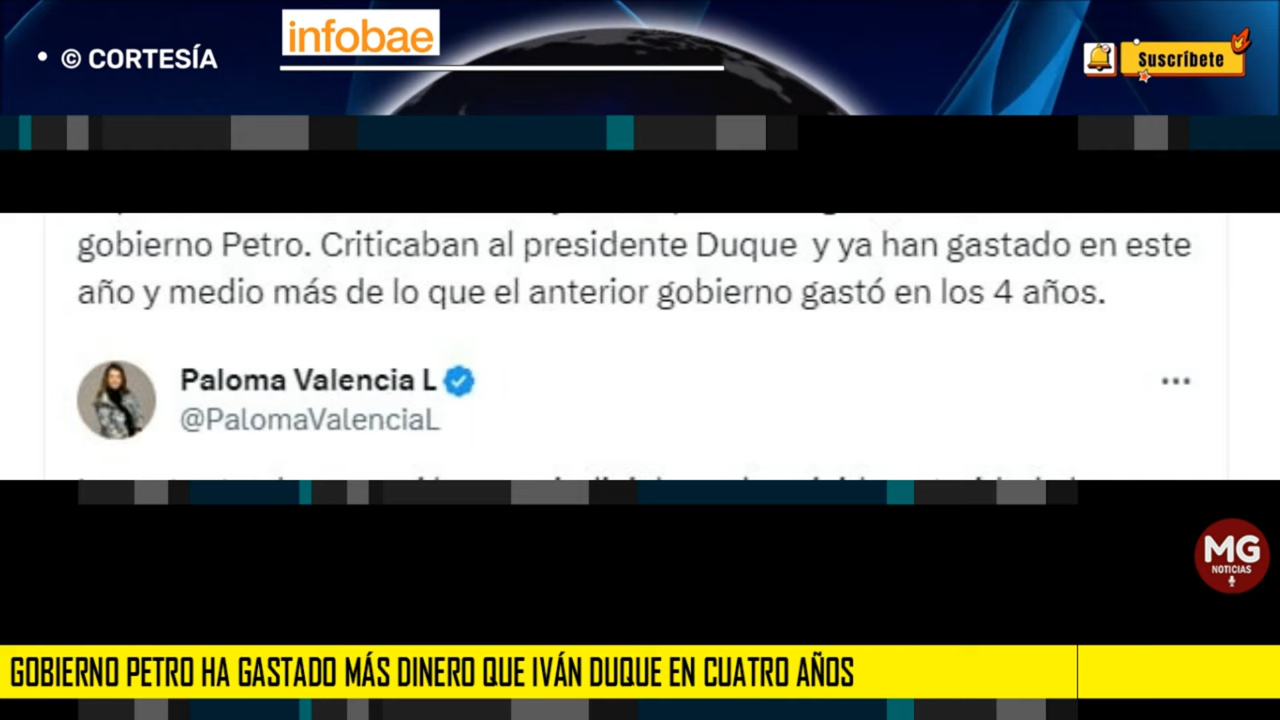 • © CORTESÍA
infobae
Suscríbete
gobierno Petro. Criticaban al presidente Duque y ya han gastado en este
año y medio más de lo que el anterior gobierno gastó en los 4 años.
Paloma Valencia L
@PalomaValenciaL
MG
NOTICIAS
GOBIERNO PETRO HA GASTADO MÁS DINERO QUE IVÁN DUQUE EN CUATRO AÑOS